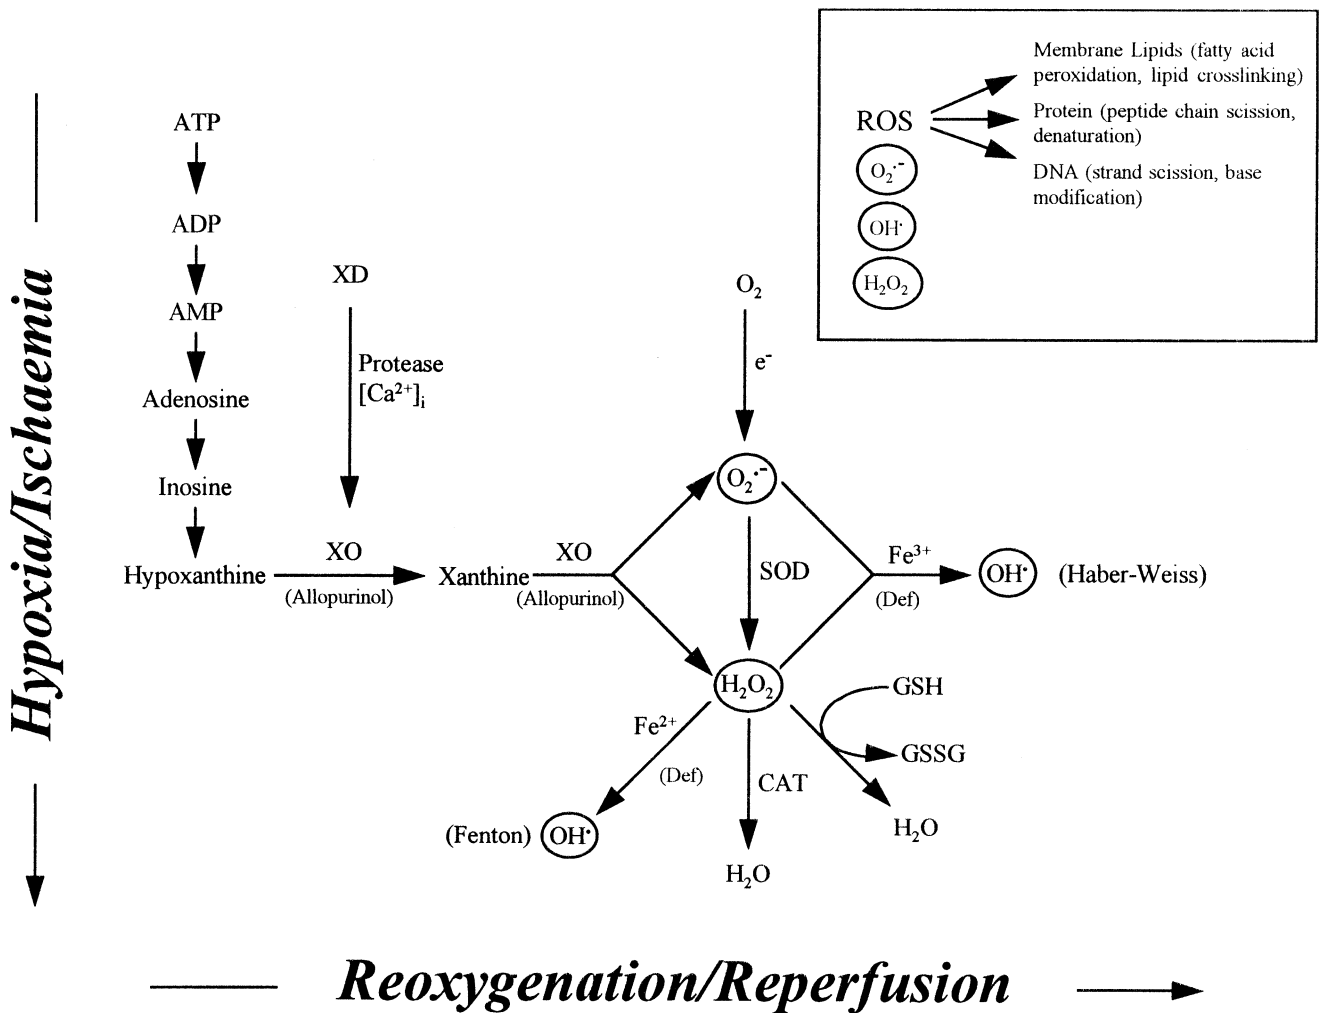 Membrane Lipids (fatty acid
peroxidation, lipid crosslinking)
ROS
Protein (peptide chain scission,
denaturation)
DNA (strand scission, base
modification)
O₂·⁻
OH·
H₂O₂
Hypoxia/Ischaemia
ATP
ADP
AMP
Adenosine
Inosine
Hypoxanthine
XD
Protease
[Ca²⁺]ᵢ
XO
(Allopurinol)
Xanthine
XO
(Allopurinol)
O₂
e⁻
O₂·⁻
SOD
Fe³⁺
(Def)
OH· (Haber-Weiss)
H₂O₂
GSH
GSSG
H₂O
Fe²⁺
(Def)
CAT
(Fenton) OH·
H₂O
Reoxygenation/Reperfusion